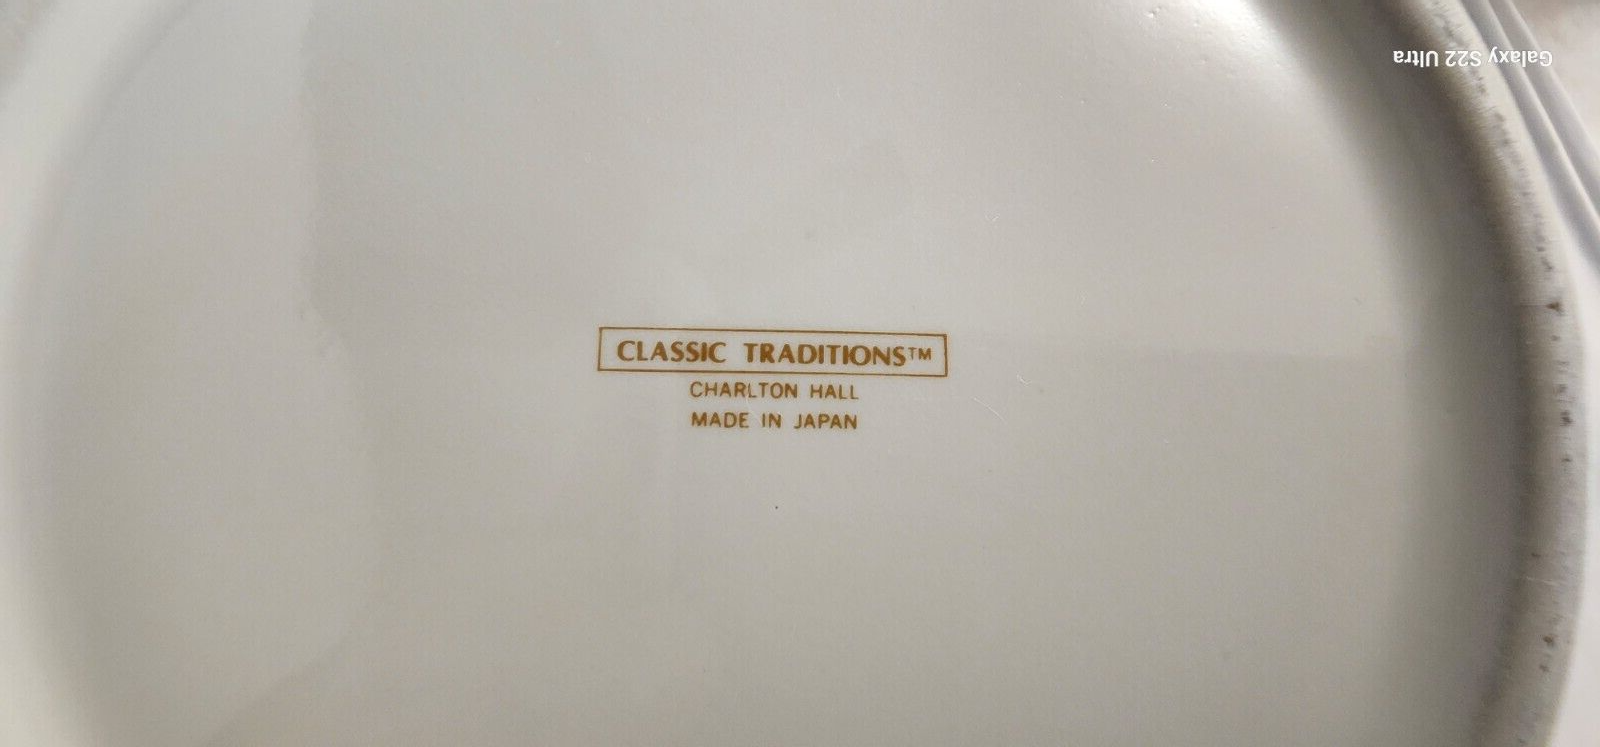 Galaxy S22 Ultra
CLASSIC TRADITIONS™
CHARLTON HALL
MADE IN JAPAN